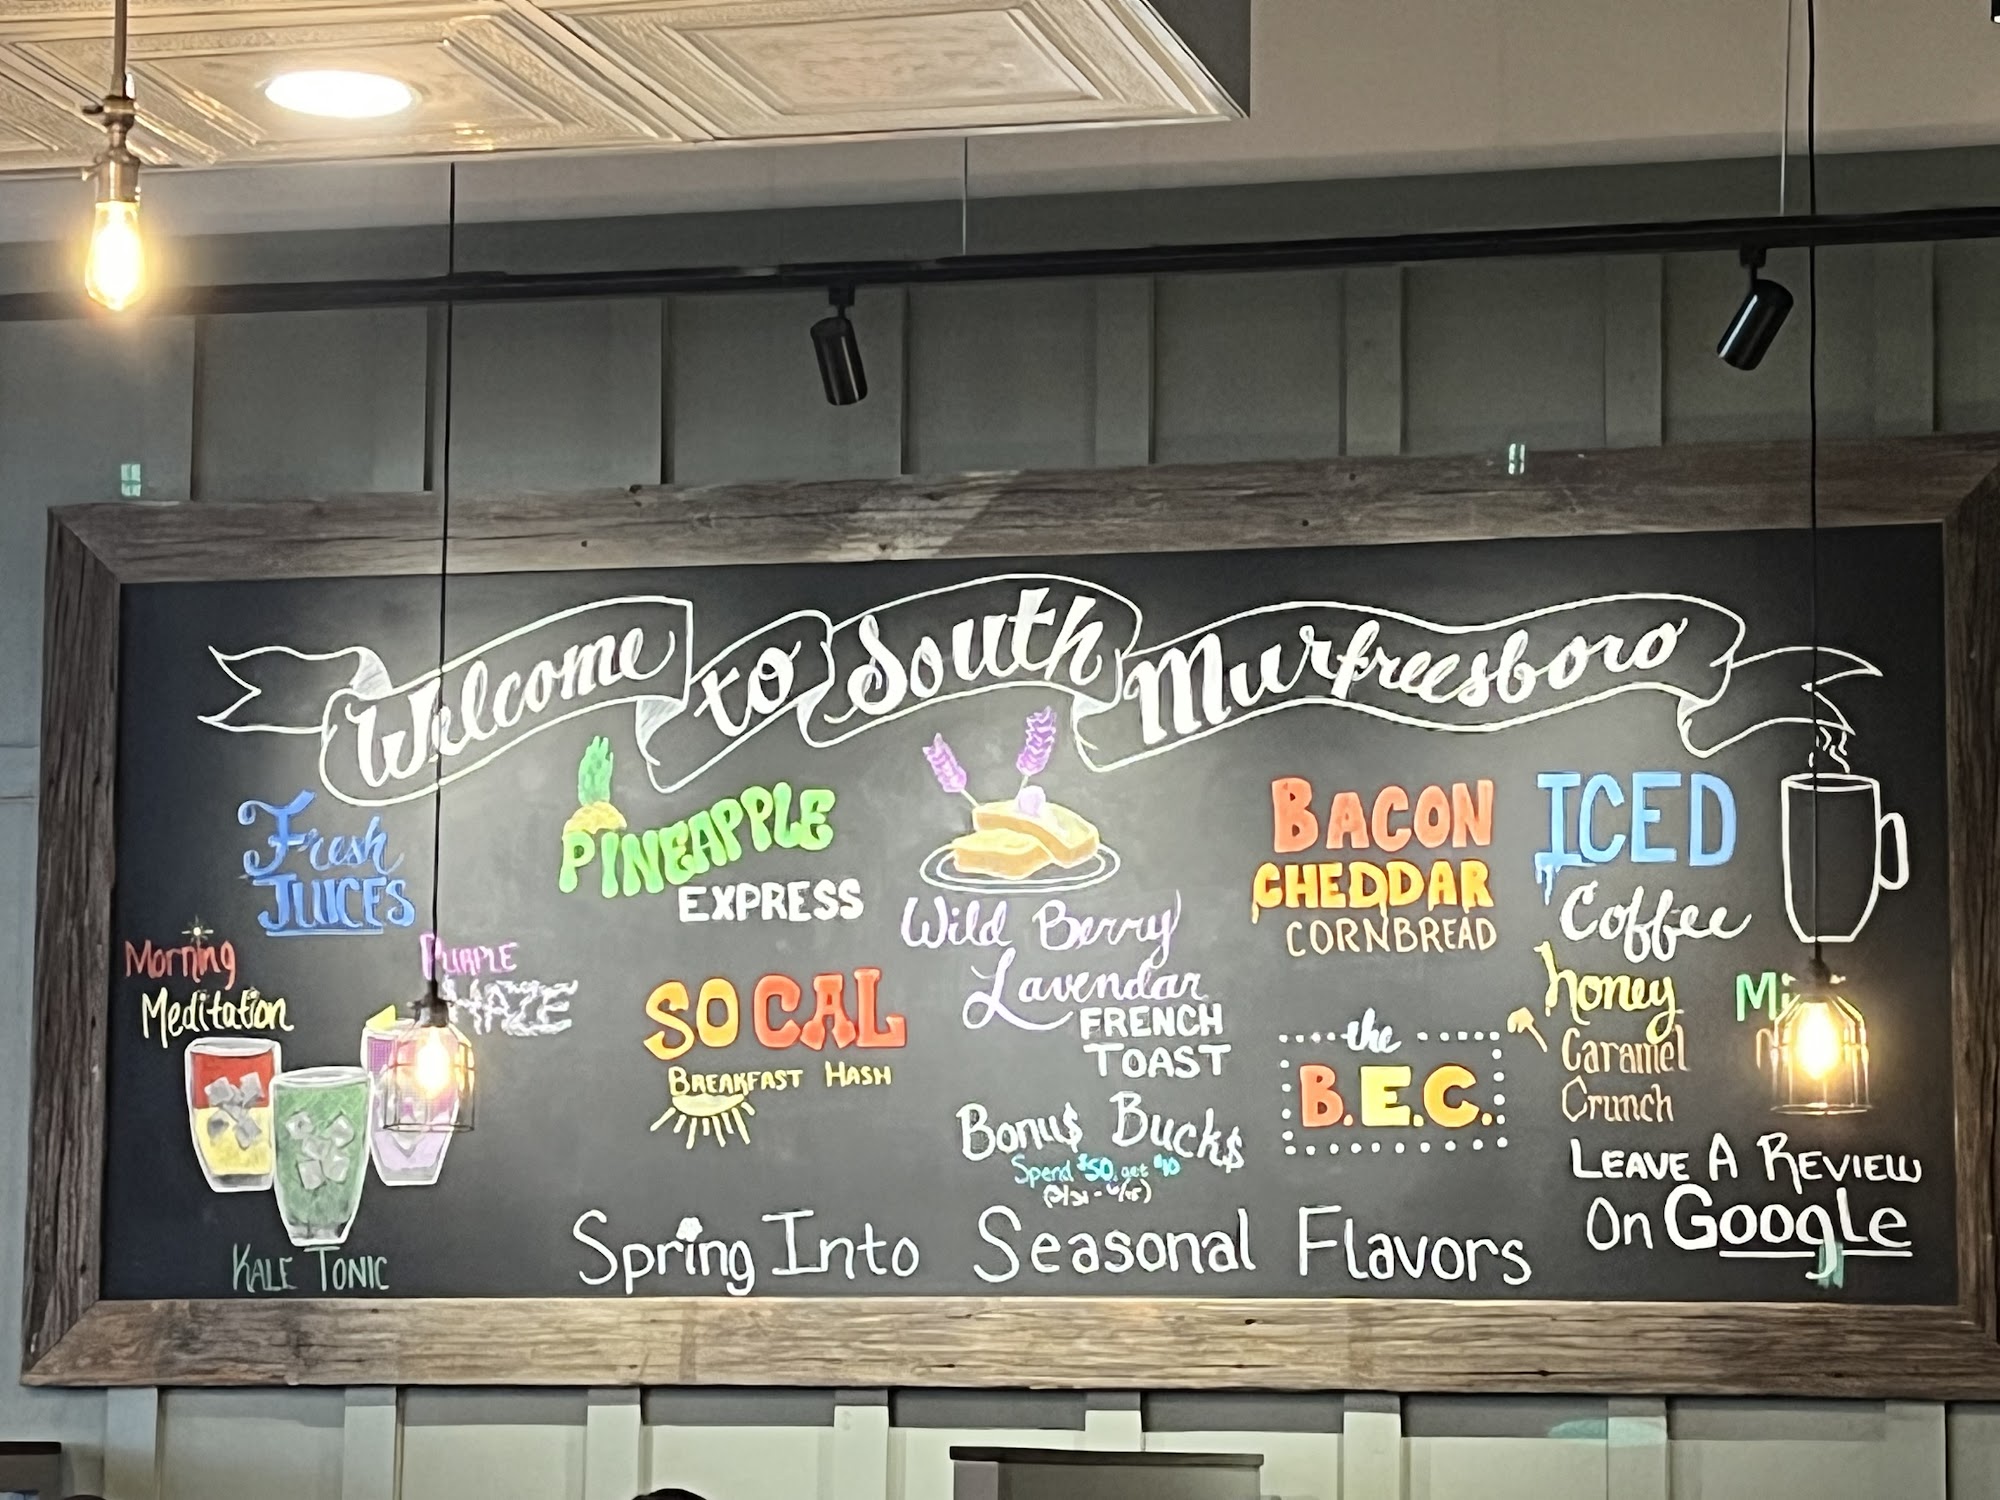 Welcome to South Murfreesboro
Fresh
JUICES
Morning
Meditation
PURPLE
HAZE
KALE TONIC
PINEAPPLE
EXPRESS
SO CAL
BREAKFAST HASH
Wild Berry
Lavendar
FRENCH
TOAST
Bonu$ Buck$
Spend $50, get $10
BACON
CHEDDAR
CORNBREAD
the
B.E.C.
ICED
Coffee
honey
Caramel
Crunch
LEAVE A REVIEW
On Google
Spring Into Seasonal Flavors